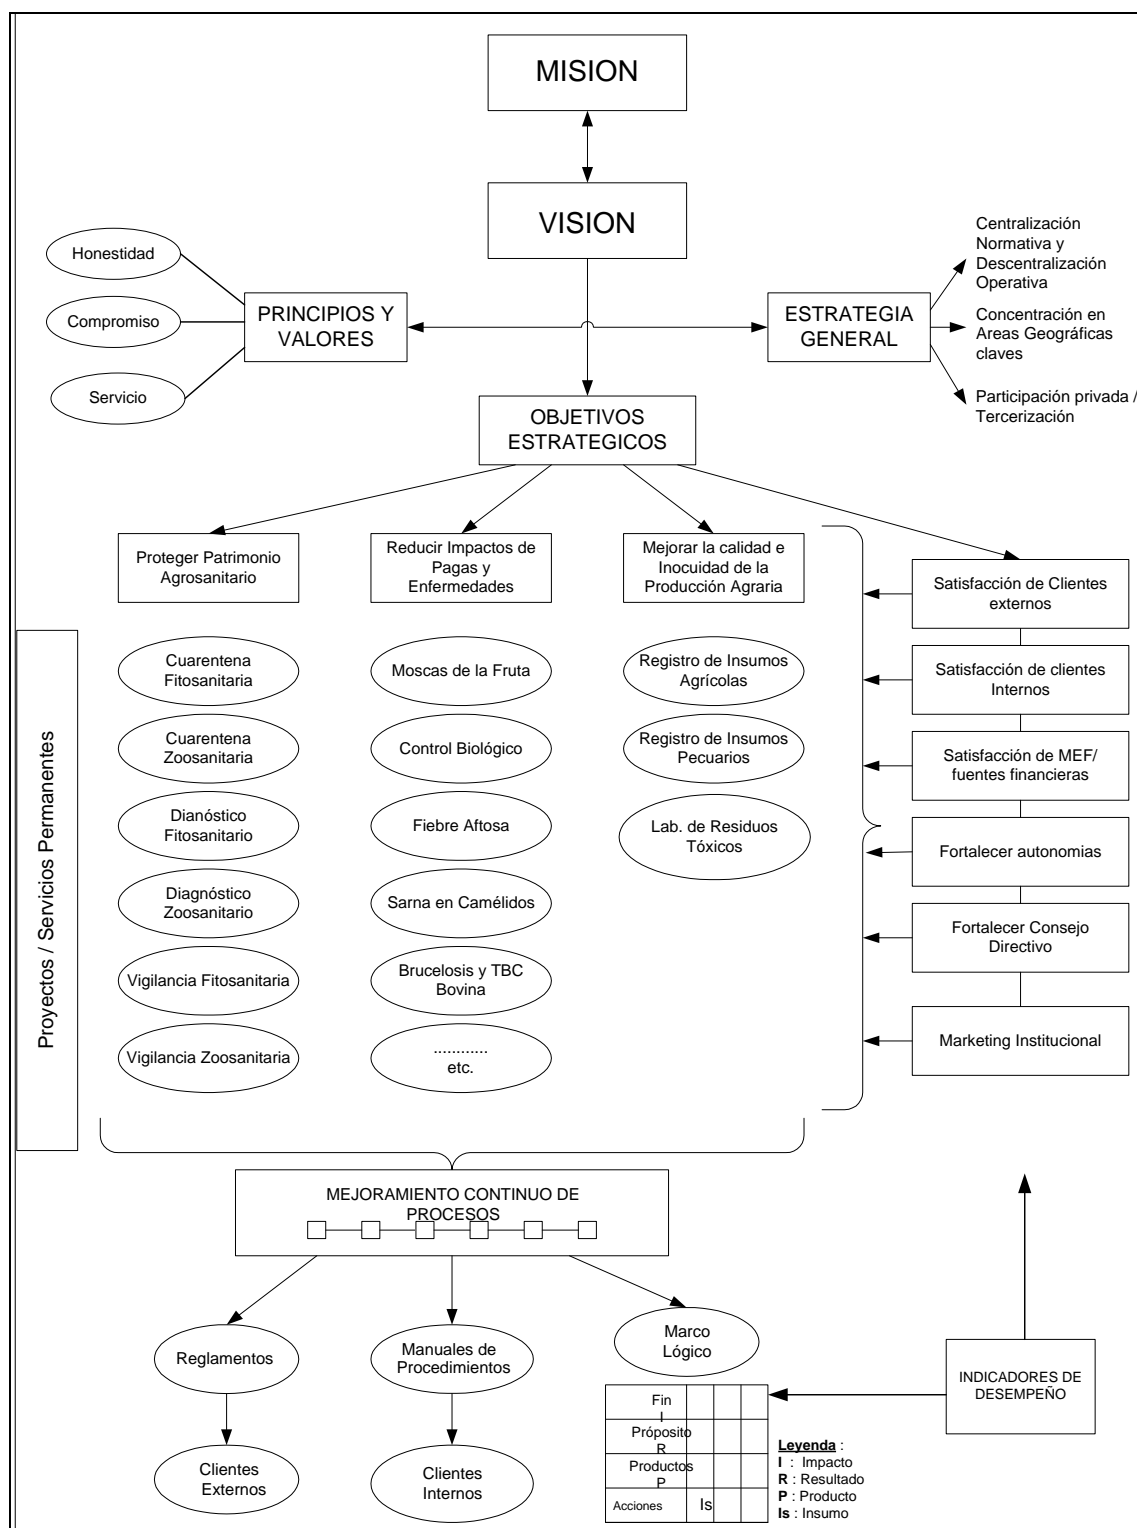 MISION
VISION
Honestidad
Compromiso
Servicio
PRINCIPIOS Y
VALORES
ESTRATEGIA
GENERAL
Centralización
Normativa y
Descentralización
Operativa
Concentración en
Areas Geográficas
claves
Participación privada /
Tercerización
OBJETIVOS
ESTRATEGICOS
Proteger Patrimonio
Agrosanitario
Reducir Impactos de
Pagas y
Enfermedades
Mejorar la calidad e
Inocuidad de la
Producción Agraria
Satisfacción de Clientes
externos
Satisfacción de clientes
Internos
Satisfacción de MEF/
fuentes financieras
Fortalecer autonomias
Fortalecer Consejo
Directivo
Marketing Institucional
Proyectos / Servicios Permanentes
Cuarentena
Fitosanitaria
Cuarentena
Zoosanitaria
Dianóstico
Fitosanitario
Diagnóstico
Zoosanitario
Vigilancia Fitosanitaria
Vigilancia Zoosanitaria
Moscas de la Fruta
Control Biológico
Fiebre Aftosa
Sarna en Camélidos
Brucelosis y TBC
Bovina
............
etc.
Registro de Insumos
Agrícolas
Registro de Insumos
Pecuarios
Lab. de Residuos
Tóxicos
MEJORAMIENTO CONTINUO DE
PROCESOS
Reglamentos
Manuales de
Procedimientos
Marco
Lógico
Clientes
Externos
Clientes
Internos
Fin
I
Próposito
R
Productos
P
Acciones Is
INDICADORES DE
DESEMPEÑO
Leyenda :
I : Impacto
R : Resultado
P : Producto
Is : Insumo